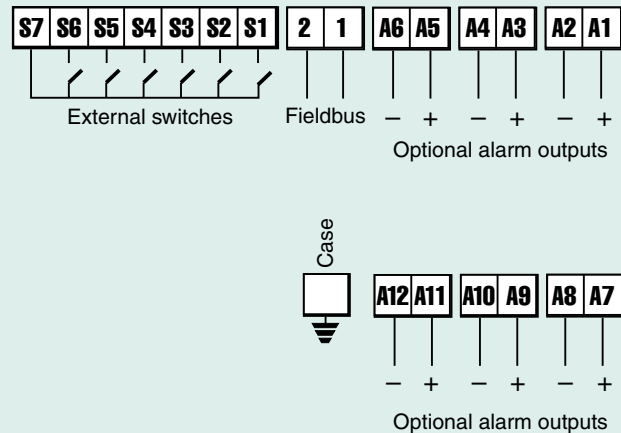 S7 S6 S5 S4 S3 S2 S1 2 1 A6 A5 A4 A3 A2 A1
External switches Fieldbus − + − + − +
Optional alarm outputs
Case
A12 A11 A10 A9 A8 A7
− + − + − +
Optional alarm outputs